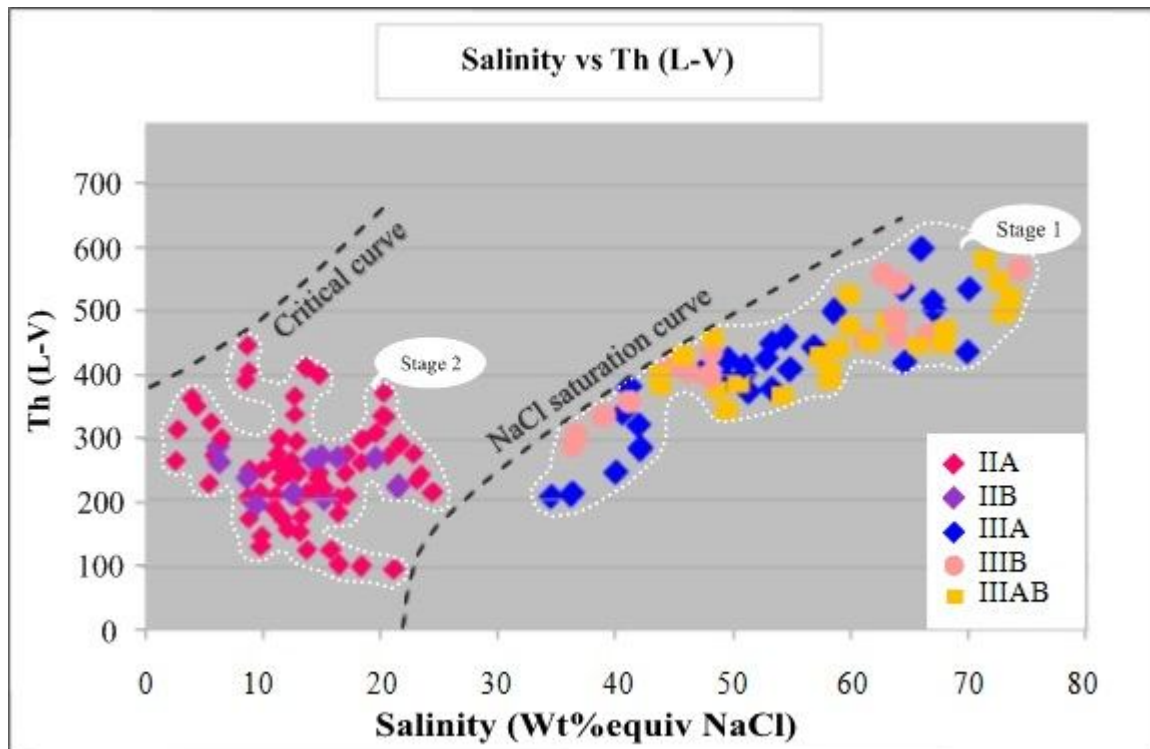 Salinity vs Th (L-V)
Th (L-V)
700
600
500
400
300
200
100
0
Critical curve
NaCl saturation curve
Stage 1
Stage 2
IIA
IIB
IIIA
IIIB
IIIAB
0 10 20 30 40 50 60 70 80
Salinity (Wt%equiv NaCl)